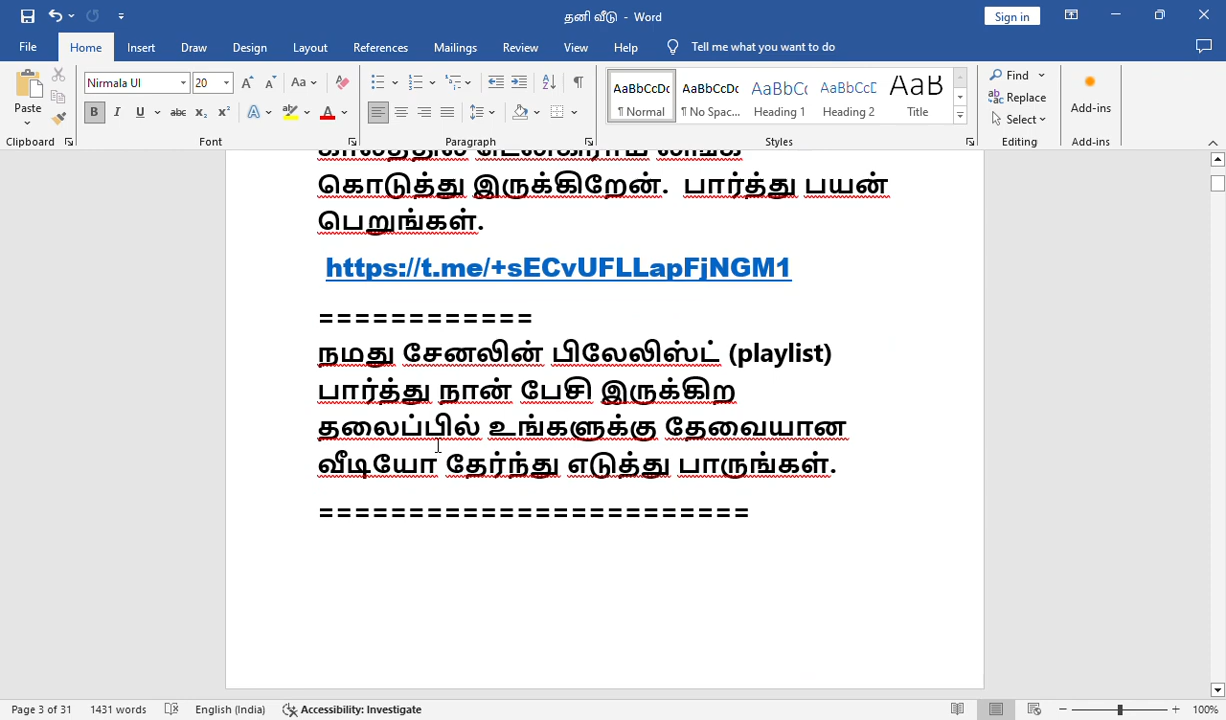 தனி வீடு - Word
Sign in
File Home Insert Draw Design Layout References Mailings Review View Help Tell me what you want to do
Paste
Nirmala UI 20 Aa
Find
Replace
Select
Add-ins
AaBbCcDc AaBbCcDc AaBbCc AaBbCcD AaB
¶ Normal ¶ No Spac... Heading 1 Heading 2 Title
Clipboard Font Paragraph Styles Editing Add-ins
கொடுத்து இருக்கிறேன். பார்த்து பயன்
பெறுங்கள்.
https://t.me/+sECvUFLLapFjNGM1
============
நமது சேனலின் பிலேலிஸ்ட் (playlist)
பார்த்து நான் பேசி இருக்கிற
தலைப்பில் உங்களுக்கு தேவையான
வீடியோ தேர்ந்து எடுத்து பாருங்கள்.
========================
Page 3 of 31 1431 words English (India) Accessibility: Investigate 100%